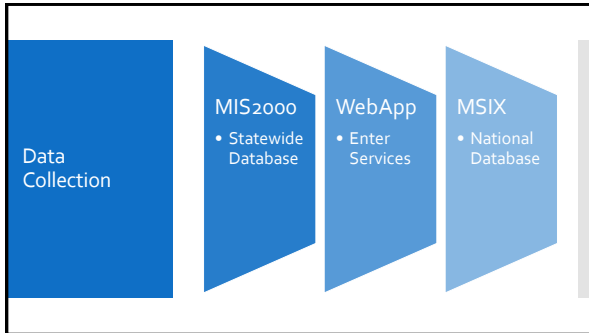 Data
Collection
MIS2000
• Statewide
Database
WebApp
• Enter
Services
MSIX
• National
Database